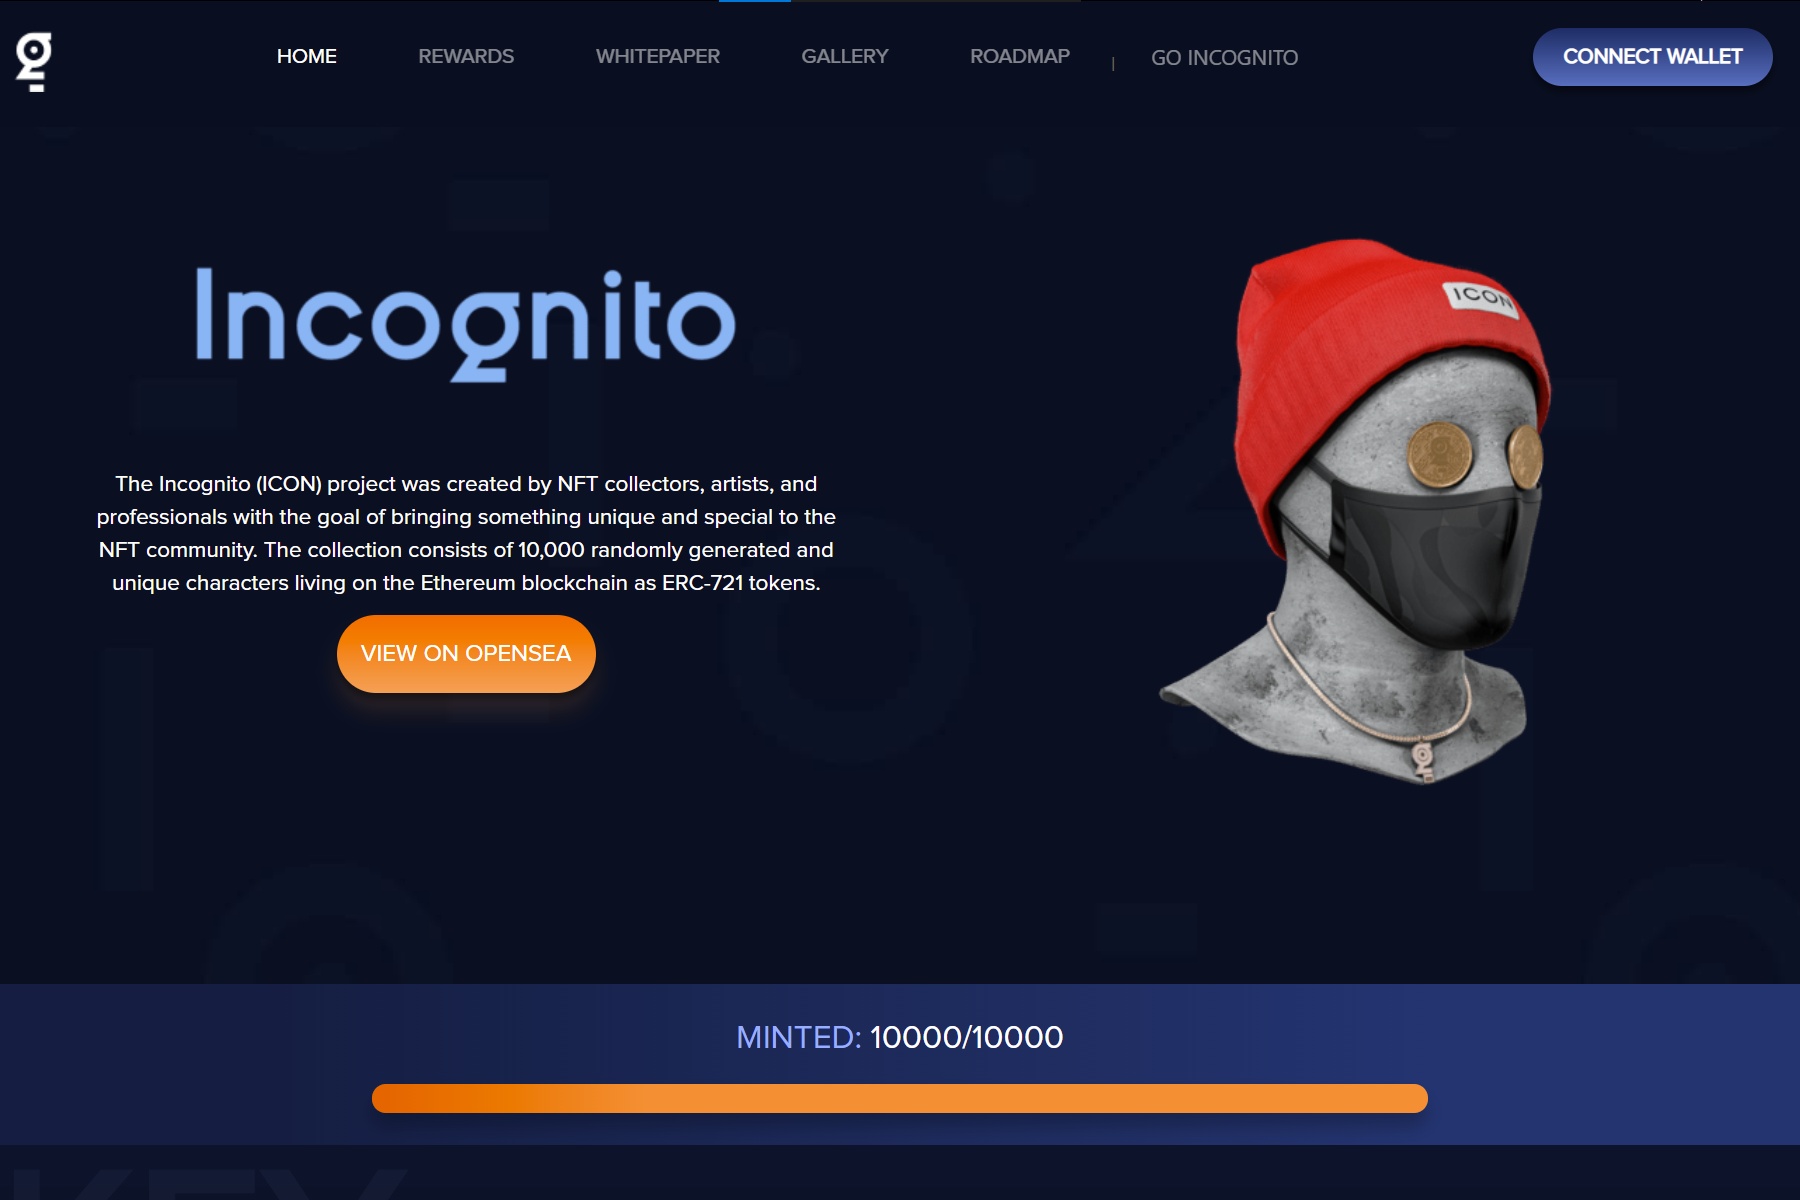 HOME
REWARDS
WHITEPAPER
GALLERY
ROADMAP
|
GO INCOGNITO
CONNECT WALLET
Incognito
ICON
The Incognito (ICON) project was created by NFT collectors, artists, and
professionals with the goal of bringing something unique and special to the
NFT community. The collection consists of 10,000 randomly generated and
unique characters living on the Ethereum blockchain as ERC-721 tokens.
VIEW ON OPENSEA
MINTED: 10000/10000
KEY